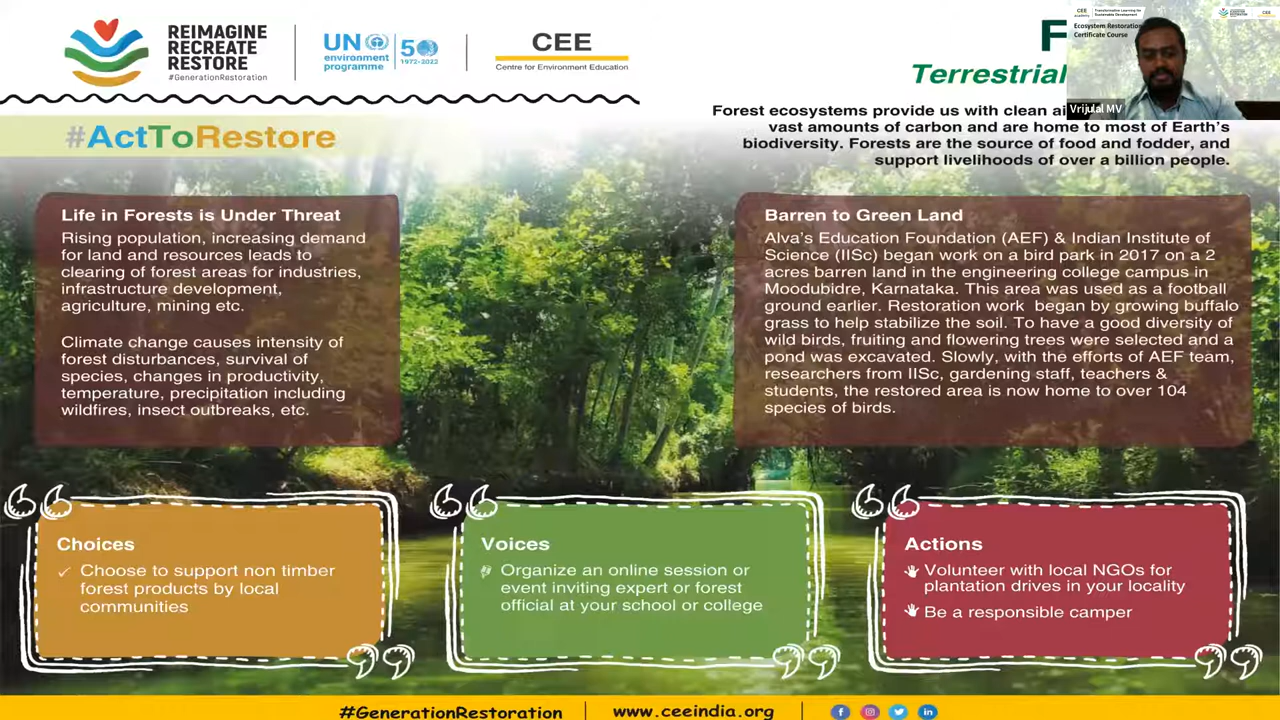 REIMAGINE
RECREATE
RESTORE
#GenerationRestoration
UN
environment
programme
50
1972-2022
CEE
Centre for Environment Education
F
Terrestrial
CEE
Transformative Learning for
Sustainable Development
Ecosystem Restoration
Certificate Course
Vrijulal MV
#ActToRestore
Forest ecosystems provide us with clean ai
vast amounts of carbon and are home to most of Earth's
biodiversity. Forests are the source of food and fodder, and
support livelihoods of over a billion people.
Life in Forests is Under Threat
Rising population, increasing demand
for land and resources leads to
clearing of forest areas for industries,
infrastructure development,
agriculture, mining etc.
Climate change causes intensity of
forest disturbances, survival of
species, changes in productivity,
temperature, precipitation including
wildfires, insect outbreaks, etc.
Barren to Green Land
Alva's Education Foundation (AEF) & Indian Institute of
Science (IISc) began work on a bird park in 2017 on a 2
acres barren land in the engineering college campus in
Moodubidre, Karnataka. This area was used as a football
ground earlier. Restoration work began by growing buffalo
grass to help stabilize the soil. To have a good diversity of
wild birds, fruiting and flowering trees were selected and a
pond was excavated. Slowly, with the efforts of AEF team,
researchers from IISc, gardening staff, teachers &
students, the restored area is now home to over 104
species of birds.
Choices
Choose to support non timber
forest products by local
communities
Voices
Organize an online session or
event inviting expert or forest
official at your school or college
Actions
Volunteer with local NGOs for
plantation drives in your locality
Be a responsible camper
#GenerationRestoration
www.ceeindia.org